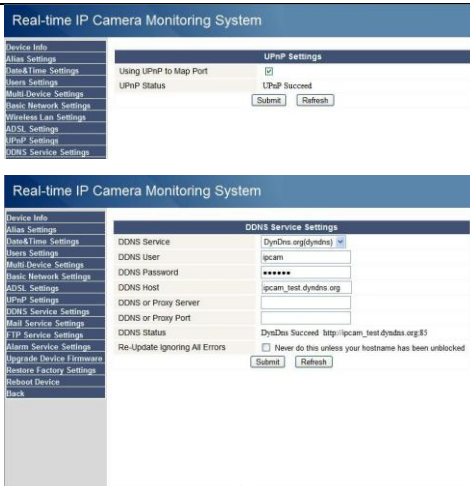 Real-time IP Camera Monitoring System
Device Info
Alias Settings
Date&Time Settings
Users Settings
Multi-Device Settings
Basic Network Settings
Wireless Lan Settings
ADSL Settings
UPnP Settings
DDNS Service Settings
UPnP Settings
Using UPnP to Map Port
UPnP Status UPnP Succeed
Submit Refresh
Real-time IP Camera Monitoring System
Device Info
Alias Settings
Date&Time Settings
Users Settings
Multi-Device Settings
Basic Network Settings
ADSL Settings
UPnP Settings
DDNS Service Settings
Mail Service Settings
FTP Service Settings
Alarm Service Settings
Upgrade Device Firmware
Restore Factory Settings
Reboot Device
Back
DDNS Service Settings
DDNS Service DynDns.org(dyndns)
DDNS User ipcam
DDNS Password ••••••
DDNS Host ipcam_test.dyndns.org
DDNS or Proxy Server
DDNS or Proxy Port
DDNS Status DynDns Succeed http://ipcam_test.dyndns.org:85
Re-Update Ignoring All Errors Never do this unless your hostname has been unblocked
Submit Refresh